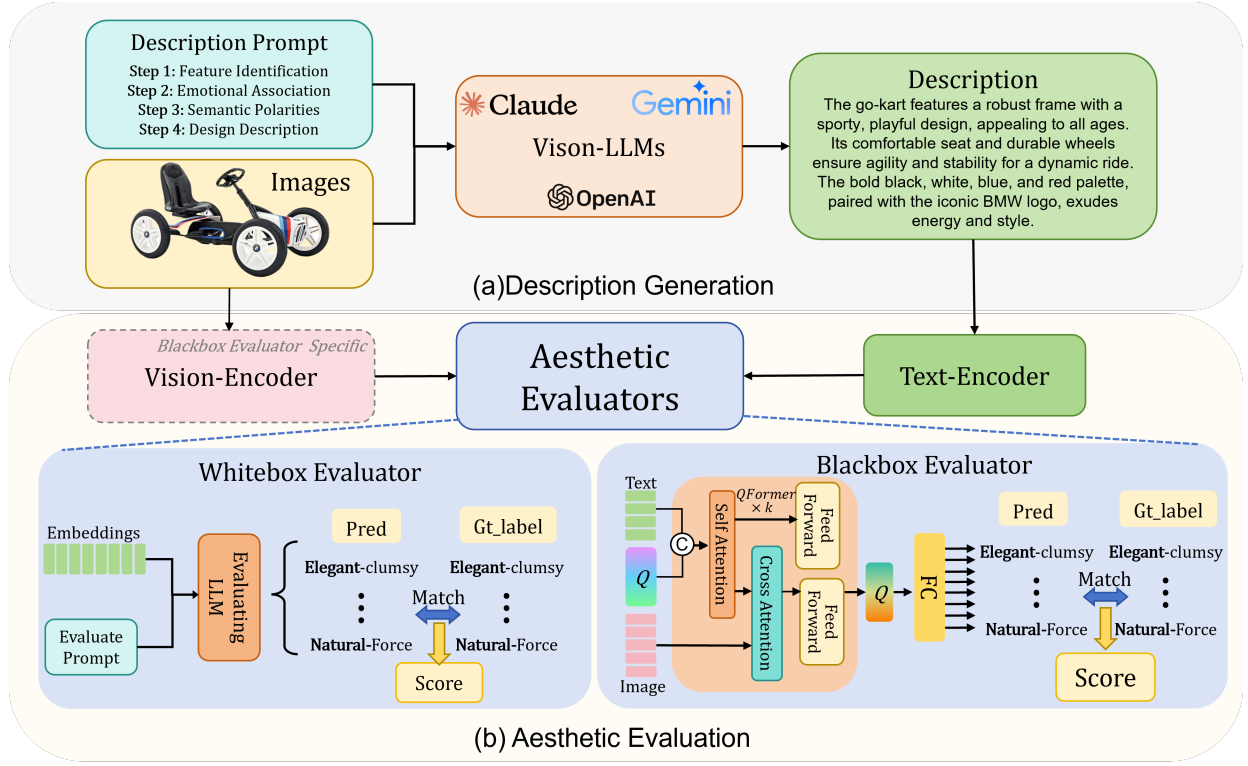 Description Prompt
Step 1: Feature Identification
Step 2: Emotional Association
Step 3: Semantic Polarities
Step 4: Design Description
Images
Claude
Gemini
Vison-LLMs
OpenAI
Description
The go-kart features a robust frame with a
sporty, playful design, appealing to all ages.
Its comfortable seat and durable wheels
ensure agility and stability for a dynamic ride.
The bold black, white, blue, and red palette,
paired with the iconic BMW logo, exudes
energy and style.
(a)Description Generation
Blackbox Evaluator Specific
Vision-Encoder
Aesthetic
Evaluators
Text-Encoder
Whitebox Evaluator
Embeddings
Evaluate
Prompt
Evaluating
LLM
Pred
Gt_label
Elegant-clumsy
Elegant-clumsy
Match
Natural-Force
Natural-Force
Score
Blackbox Evaluator
Text
Q
Image
C
Self Attention
QFormer
× k
Feed
Forward
Cross Attention
Feed
Forward
Q
FC
Pred
Gt_label
Elegant-clumsy
Elegant-clumsy
Match
Natural-Force
Natural-Force
Score
(b) Aesthetic Evaluation